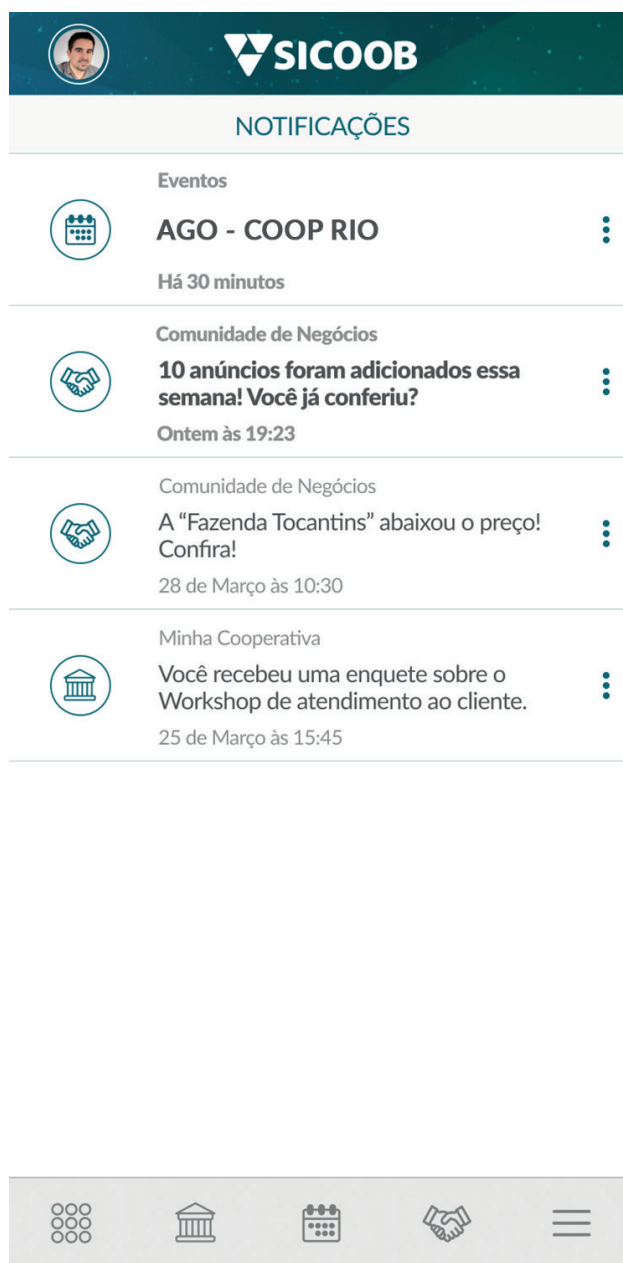 SICOOB
NOTIFICAÇÕES
Eventos
AGO - COOP RIO
Há 30 minutos
Comunidade de Negócios
10 anúncios foram adicionados essa
semana! Você já conferiu?
Ontem às 19:23
Comunidade de Negócios
A “Fazenda Tocantins” abaixou o preço!
Confira!
28 de Março às 10:30
Minha Cooperativa
Você recebeu uma enquete sobre o
Workshop de atendimento ao cliente.
25 de Março às 15:45